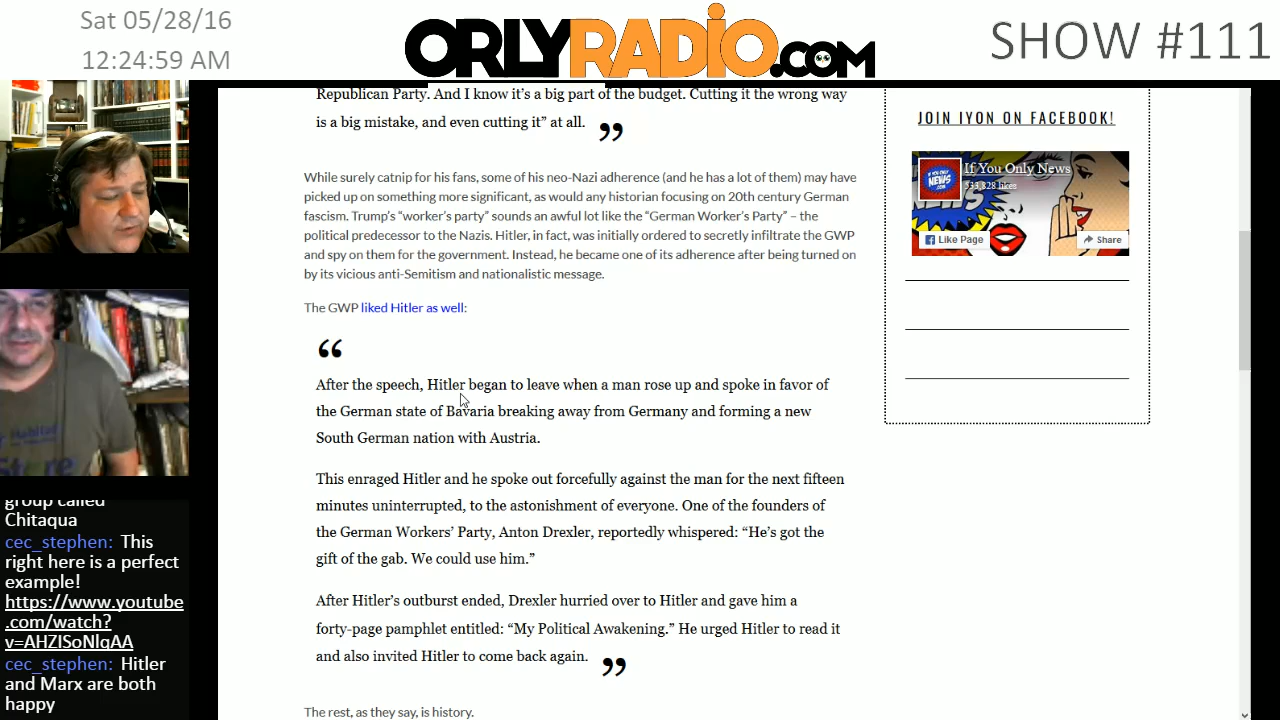 Sat 05/28/16
12:24:59 AM
ORLYRADIO.COM
SHOW #111
Republican Party. And I know it’s a big part of the budget. Cutting it the wrong way
is a big mistake, and even cutting it” at all.
”
While surely catnip for his fans, some of his neo-Nazi adherence (and he has a lot of them) may have
picked up on something more significant, as would any historian focusing on 20th century German
fascism. Trump’s “worker’s party” sounds an awful lot like the “German Worker’s Party” – the
political predecessor to the Nazis. Hitler, in fact, was initially ordered to secretly infiltrate the GWP
and spy on them for the government. Instead, he became one of its adherence after being turned on
by its vicious anti-Semitism and nationalistic message.
The GWP liked Hitler as well:
“
After the speech, Hitler began to leave when a man rose up and spoke in favor of
the German state of Bavaria breaking away from Germany and forming a new
South German nation with Austria.
This enraged Hitler and he spoke out forcefully against the man for the next fifteen
minutes uninterrupted, to the astonishment of everyone. One of the founders of
the German Workers’ Party, Anton Drexler, reportedly whispered: “He’s got the
gift of the gab. We could use him.”
After Hitler’s outburst ended, Drexler hurried over to Hitler and gave him a
forty-page pamphlet entitled: “My Political Awakening.” He urged Hitler to read it
and also invited Hitler to come back again.
”
The rest, as they say, is history.
JOIN IYON ON FACEBOOK!
IF YOU ONLY
NEWS
.COM
If You Only News
533,828 likes
Like Page
Share
group called
Chitaqua
cec_stephen: This
right here is a perfect
example!
https://www.youtube
.com/watch?
v=AHZISoNlqAA
cec_stephen: Hitler
and Marx are both
happy